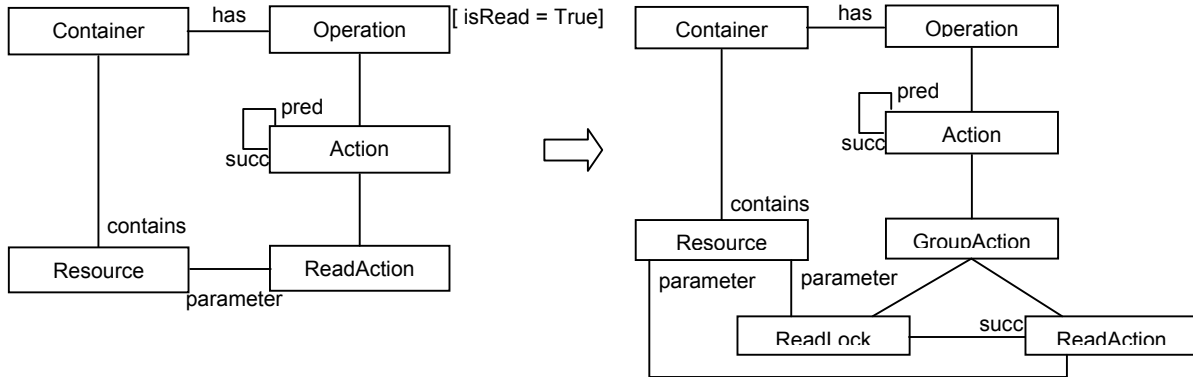 has
Container
Operation
[ isRead = True]
pred
Action
succ
contains
Resource
ReadAction
parameter
has
Container
Operation
pred
Action
succ
contains
Resource
GroupAction
parameter
parameter
ReadLock
succ
ReadAction